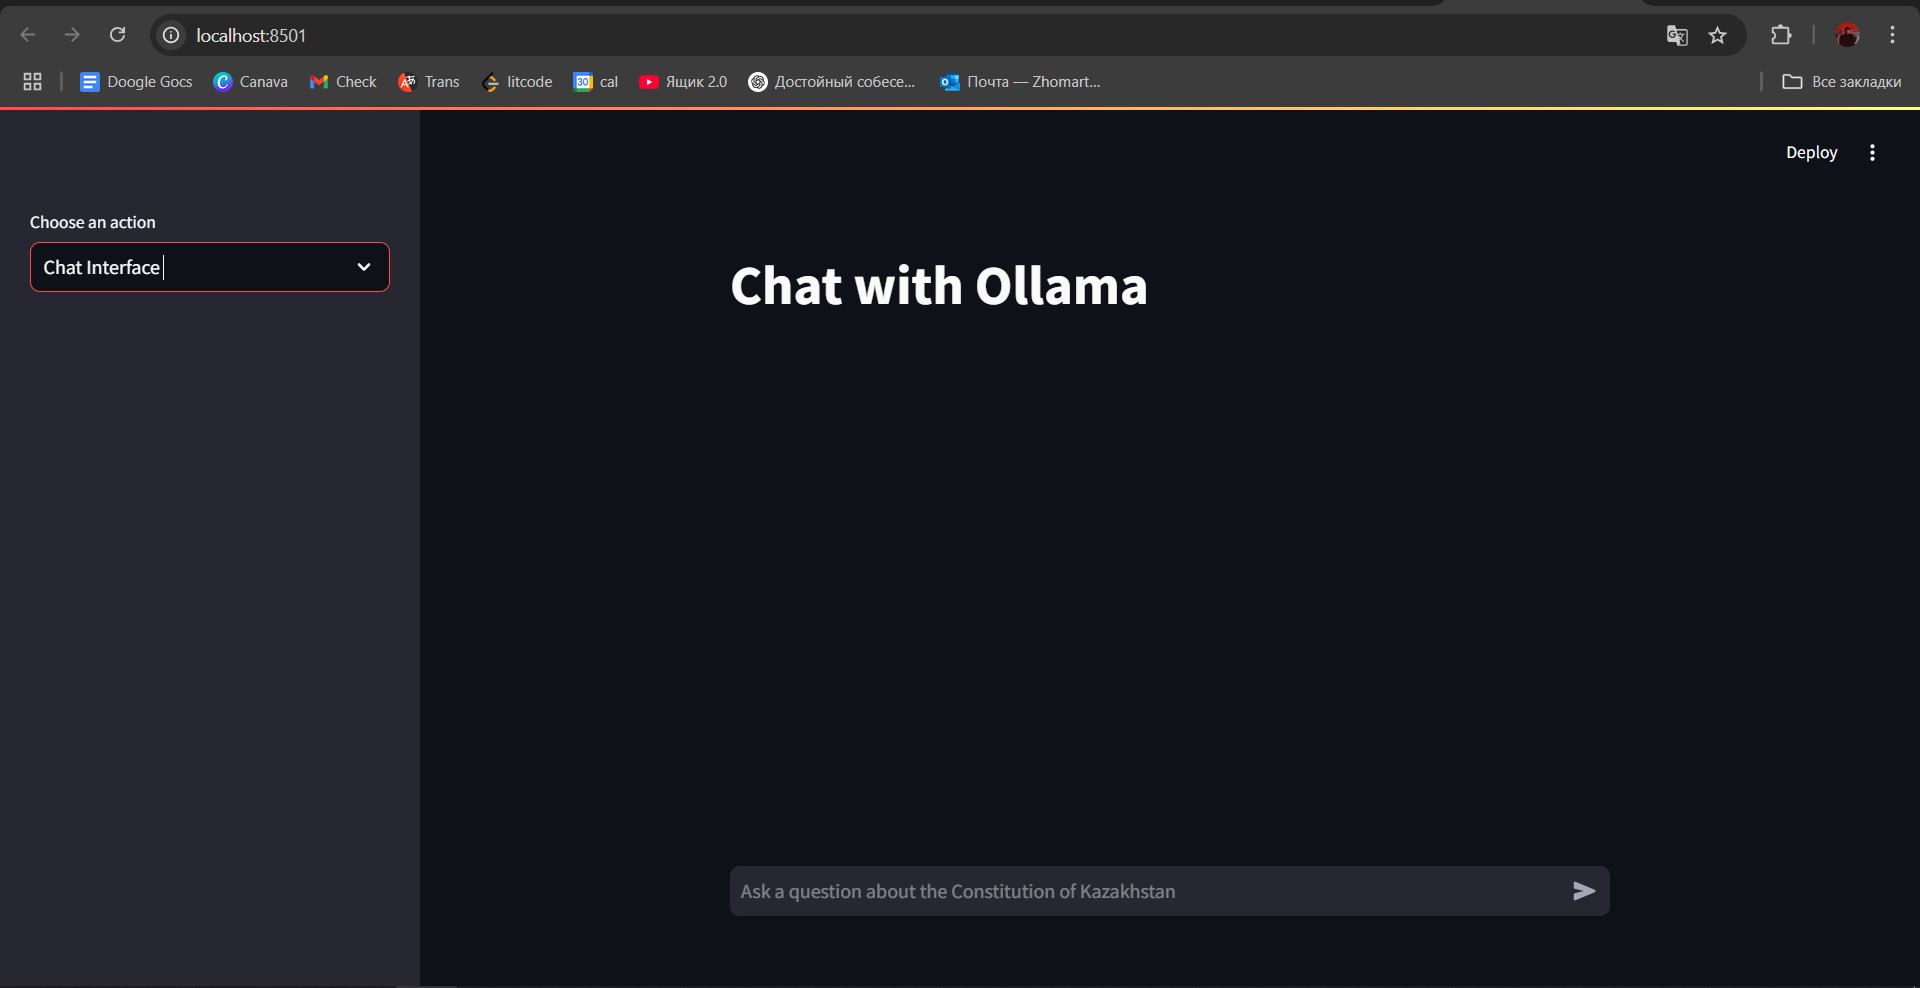 localhost:8501
Doogle Gocs Canava Check Trans litcode 30 cal Ящик 2.0 Достойный собесе... Почта — Zhomart... Все закладки
Deploy
Choose an action
Chat Interface
Chat with Ollama
Ask a question about the Constitution of Kazakhstan